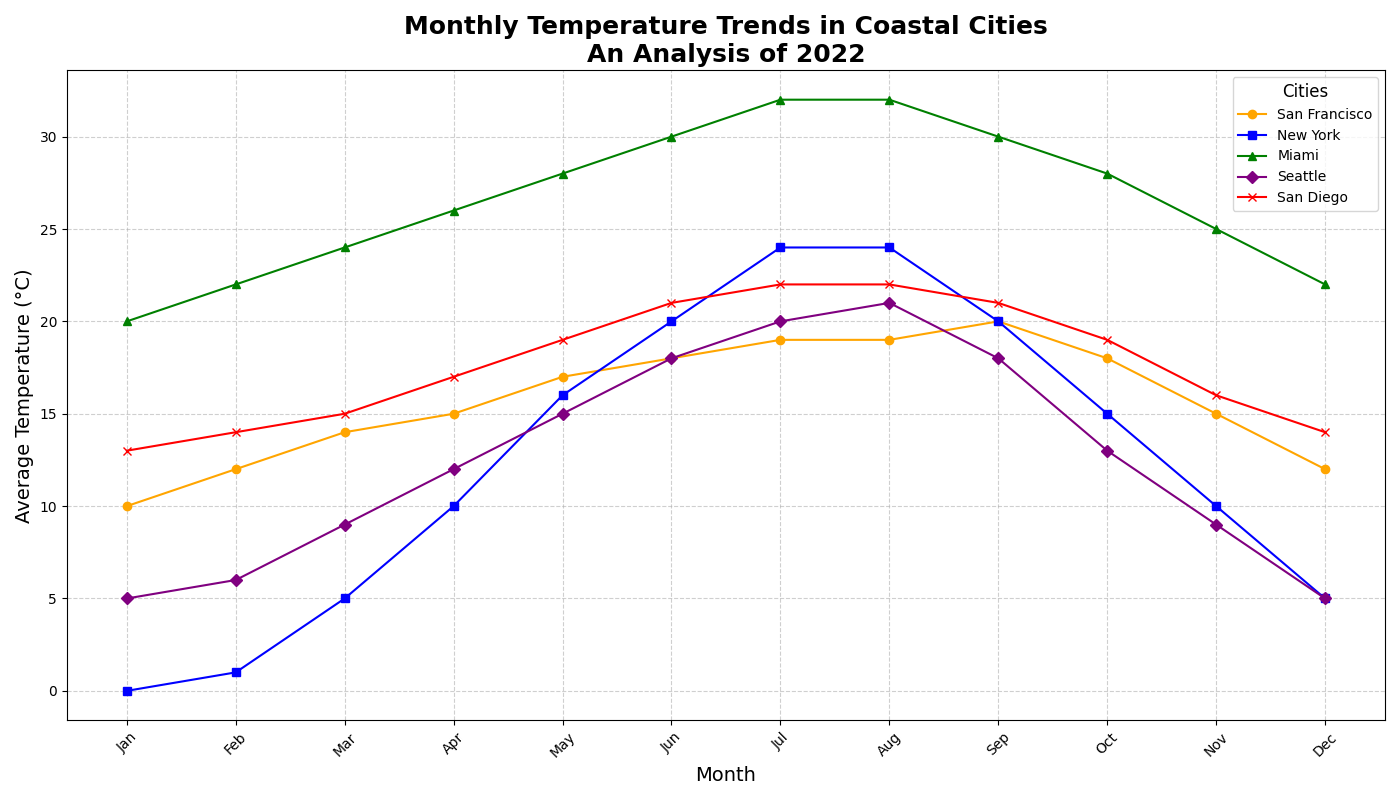 Monthly Temperature Trends in Coastal Cities
An Analysis of 2022
Cities
San Francisco
New York
Miami
Seattle
San Diego
Average Temperature (°C)
30
25
20
15
10
5
0
Jan
Feb
Mar
Apr
May
Jun
Jul
Aug
Sep
Oct
Nov
Dec
Month